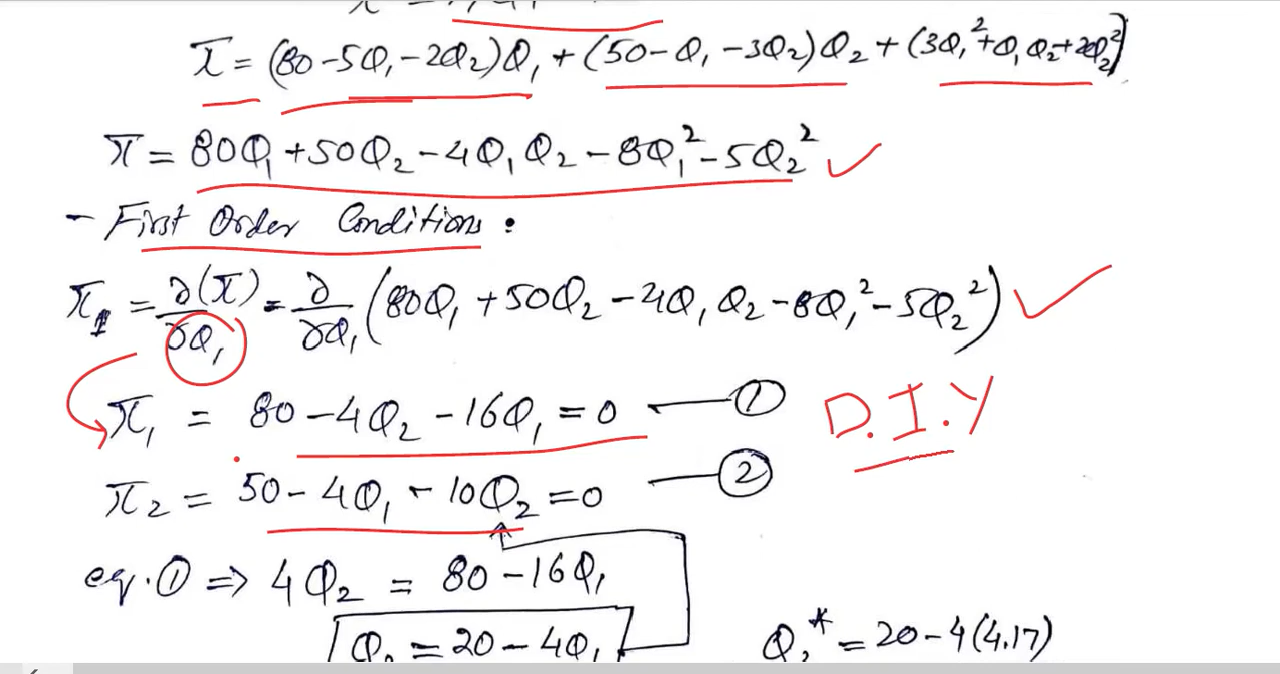 π = (80-5Q₁-2Q₂)Q₁ + (50-Q₁-3Q₂)Q₂ + (3Q₁²+Q₁Q₂+2Q₂²)
π = 80Q₁+50Q₂-4Q₁Q₂-8Q₁²-5Q₂² ✓
- First Order Conditions:
π₁ = ∂(π)/∂Q₁ = ∂/∂Q₁ (80Q₁+50Q₂-4Q₁Q₂-8Q₁²-5Q₂²) ✓
π₁ = 80-4Q₂-16Q₁=0 ①
D.I.Y
π₂ = 50-4Q₁-10Q₂=0 ②
eq.① ⇒ 4Q₂ = 80-16Q₁
Q₂ = 20-4Q₁
Q₂* = 20-4(4.17)